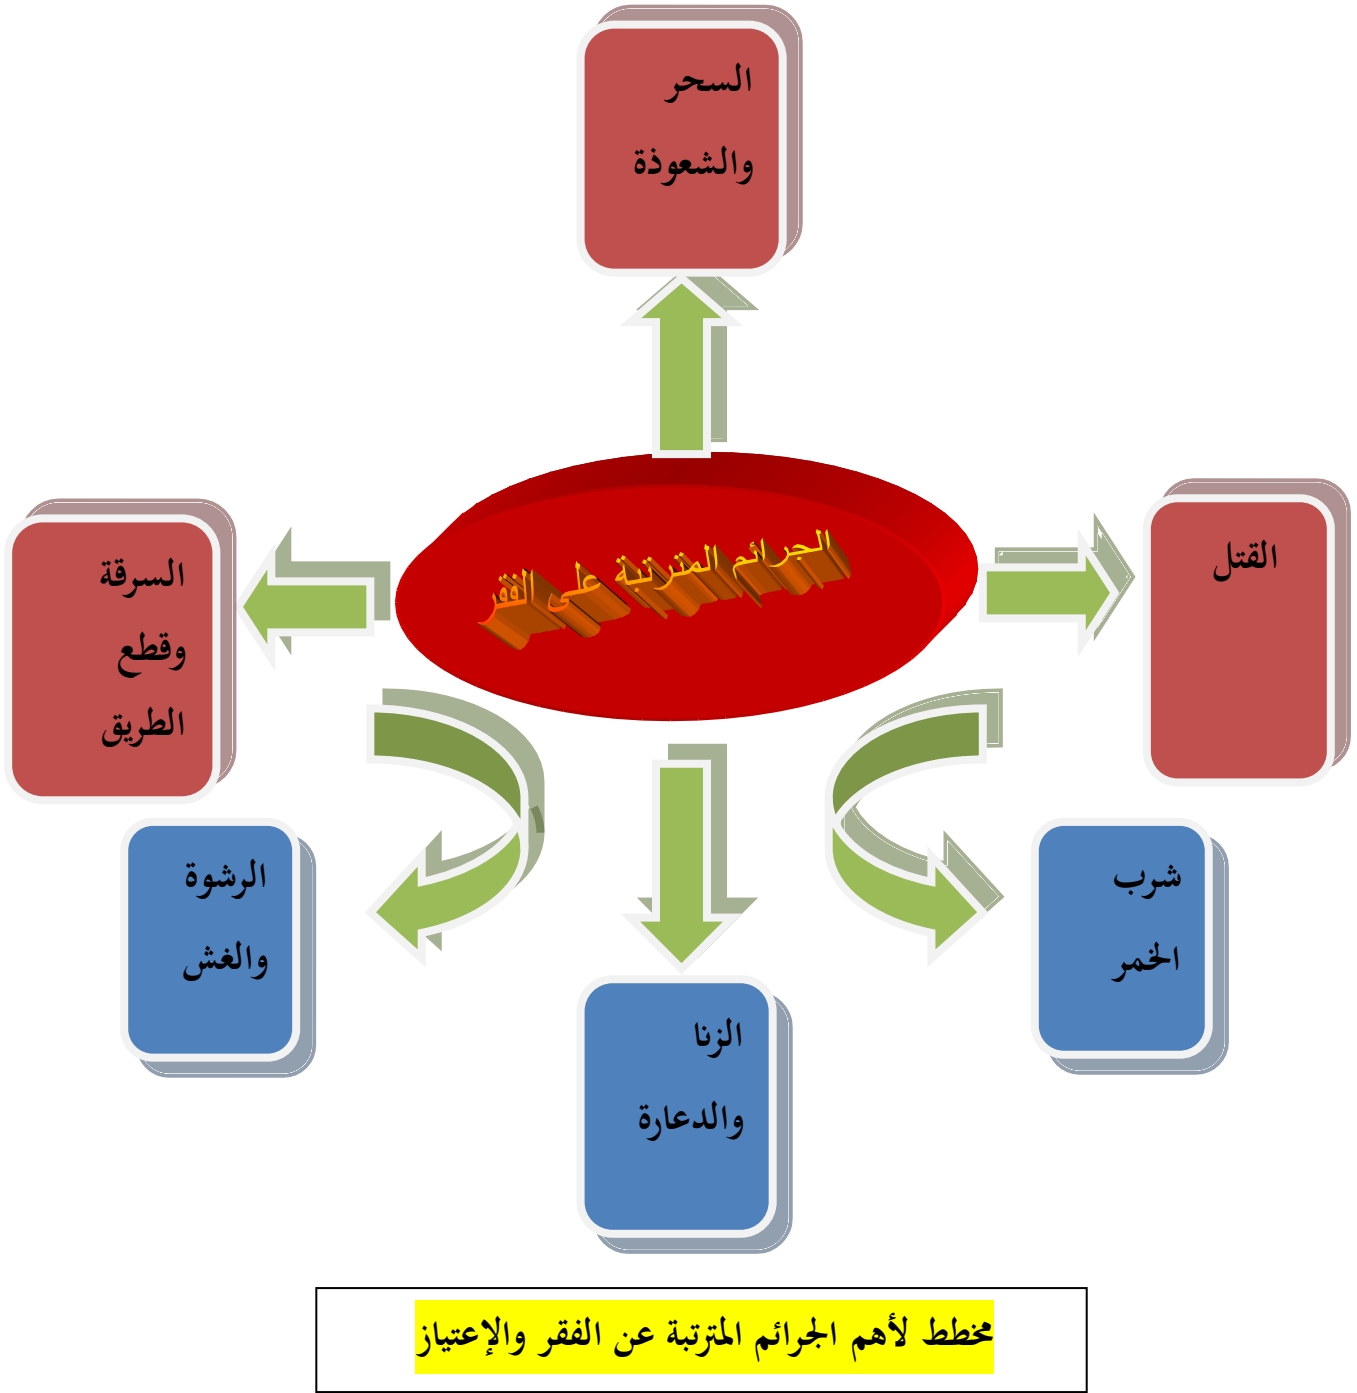 السحر
والشعوذة
الجرائم المترتبة على الفقر
القتل
السرقة
وقطع
الطريق
شرب
الخمر
الرشوة
والغش
الزنا
والدعارة
مخطط لأهم الجرائم المترتبة عن الفقر والإعتياز